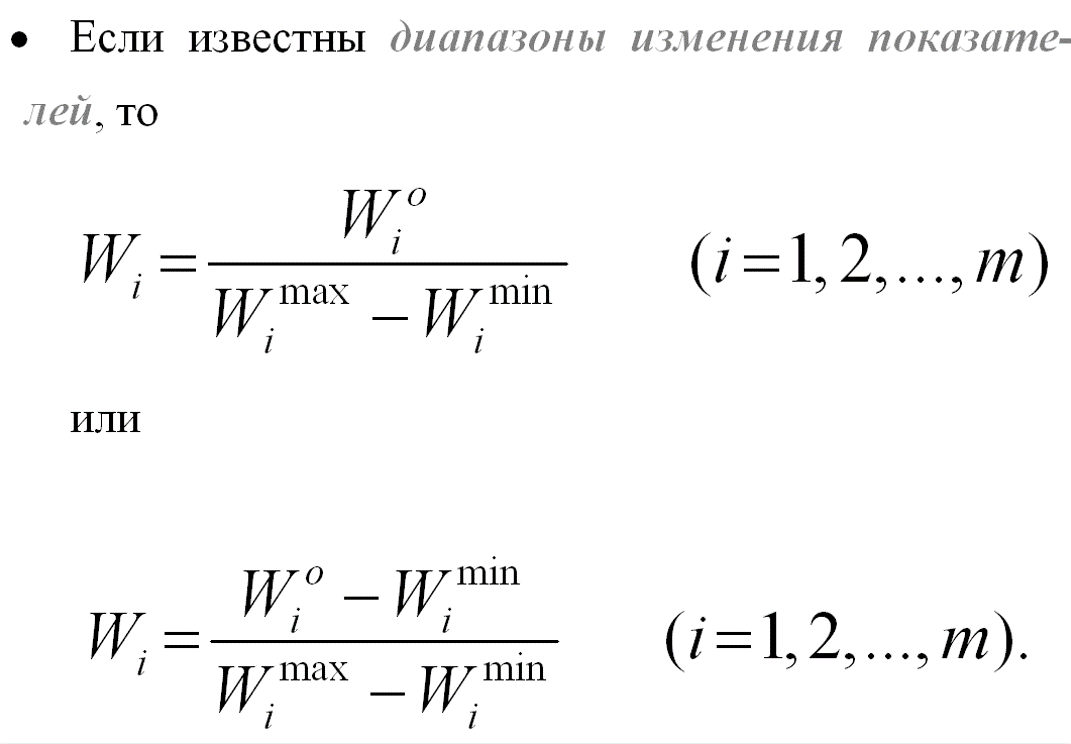 • Если известны диапазоны изменения показате-
лей, то
W_i = W_i^o / (W_i^max − W_i^min) (i = 1, 2, ..., m)
или
W_i = (W_i^o − W_i^min) / (W_i^max − W_i^min) (i = 1, 2, ..., m).